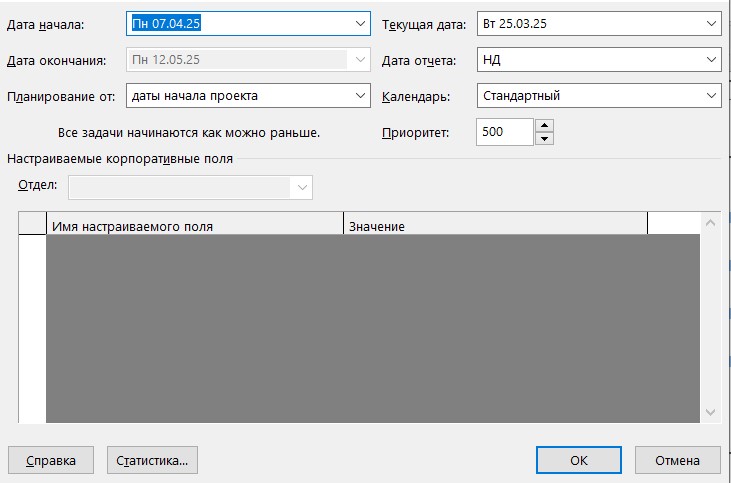 Дата начала: Пн 07.04.25 Текущая дата: Вт 25.03.25
Дата окончания: Пн 12.05.25 Дата отчета: НД
Планирование от: даты начала проекта Календарь: Стандартный
Все задачи начинаются как можно раньше. Приоритет: 500
Настраиваемые корпоративные поля
Отдел:
Имя настраиваемого поля Значение
Справка Статистика... ОК Отмена